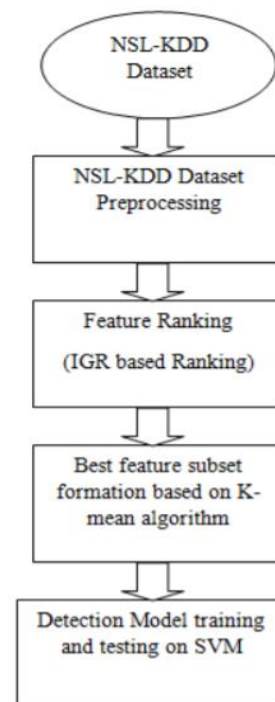 NSL-KDD
Dataset
NSL-KDD Dataset
Preprocessing
Feature Ranking
(IGR based Ranking)
Best feature subset
formation based on K-
mean algorithm
Detection Model training
and testing on SVM